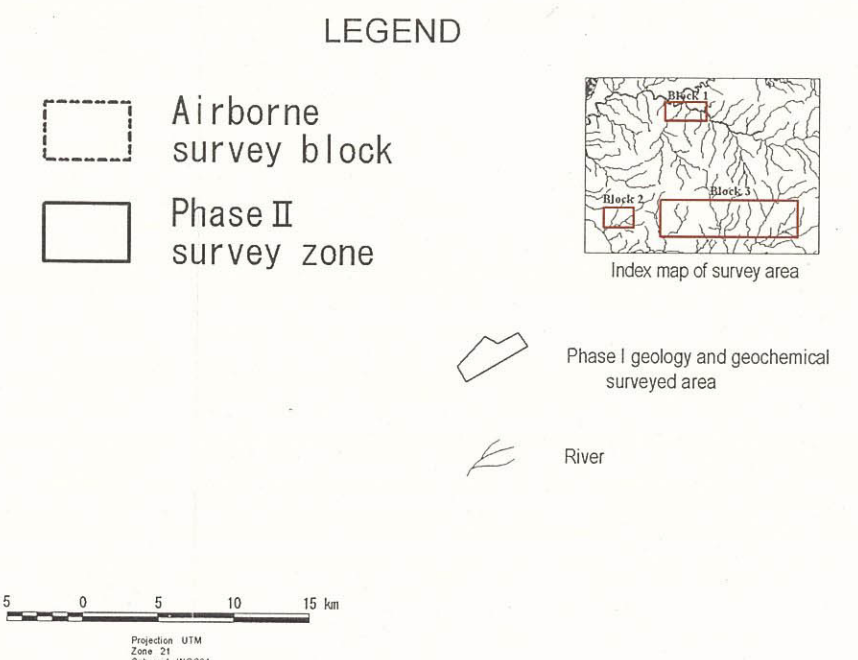 LEGEND
Airborne
survey block
Phase Ⅱ
survey zone
Block 1
Block 2
Block 3
Index map of survey area
Phase I geology and geochemical
surveyed area
River
5 0 5 10 15 km
Projection UTM
Zone 21